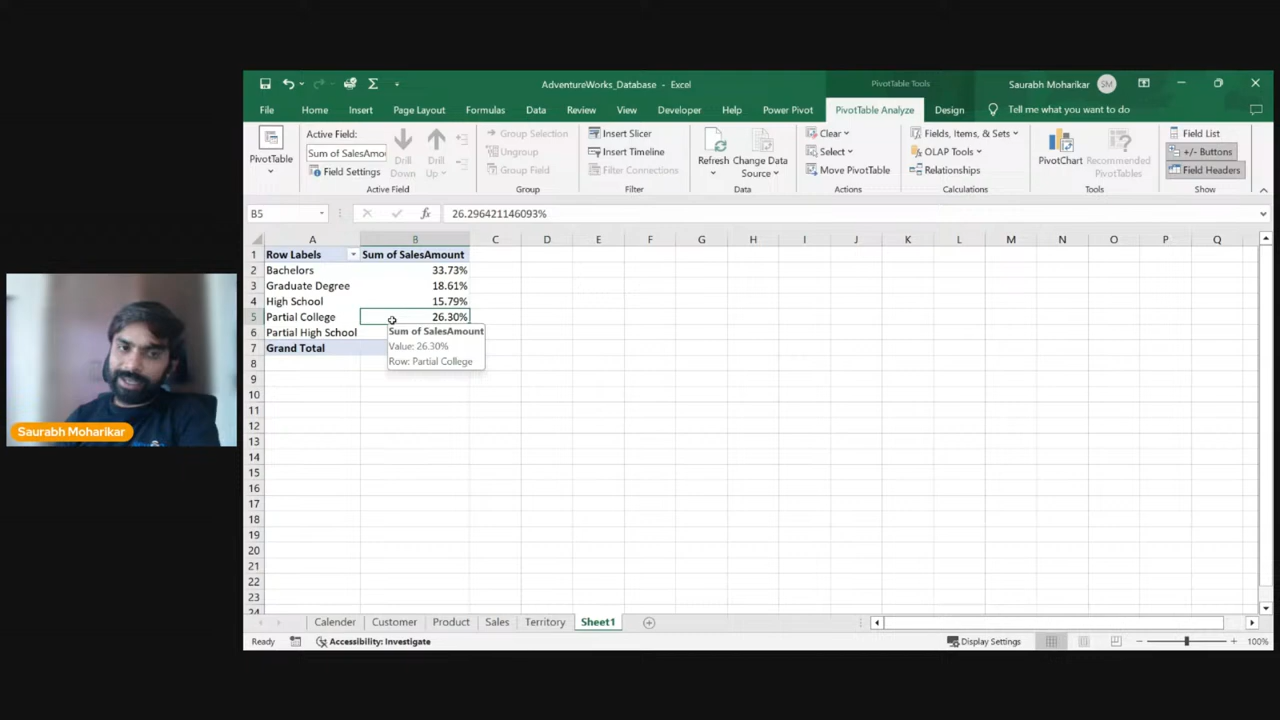 AdventureWorks_Database - Excel
PivotTable Tools
Saurabh Moharikar
SM
File
Home
Insert
Page Layout
Formulas
Data
Review
View
Developer
Help
Power Pivot
PivotTable Analyze
Design
Tell me what you want to do
PivotTable
Active Field:
Sum of SalesAmo
Field Settings
Drill Down
Drill Up
Active Field
Group Selection
Ungroup
Group Field
Group
Insert Slicer
Insert Timeline
Filter Connections
Filter
Refresh
Change Data Source
Data
Clear
Select
Move PivotTable
Actions
Fields, Items, & Sets
OLAP Tools
Relationships
Calculations
PivotChart
Recommended PivotTables
Tools
Field List
+/- Buttons
Field Headers
Show
B5
fx
26.296421146093%
A B C D E F G H I J K L M N O P Q
1 Row Labels Sum of SalesAmount
2 Bachelors 33.73%
3 Graduate Degree 18.61%
4 High School 15.79%
5 Partial College 26.30%
6 Partial High School
7 Grand Total
Sum of SalesAmount
Value: 26.30%
Row: Partial College
8
9
10
11
12
13
14
15
16
17
18
19
20
21
22
23
24
Saurabh Moharikar
Calender
Customer
Product
Sales
Territory
Sheet1
Ready
Accessibility: Investigate
Display Settings
100%